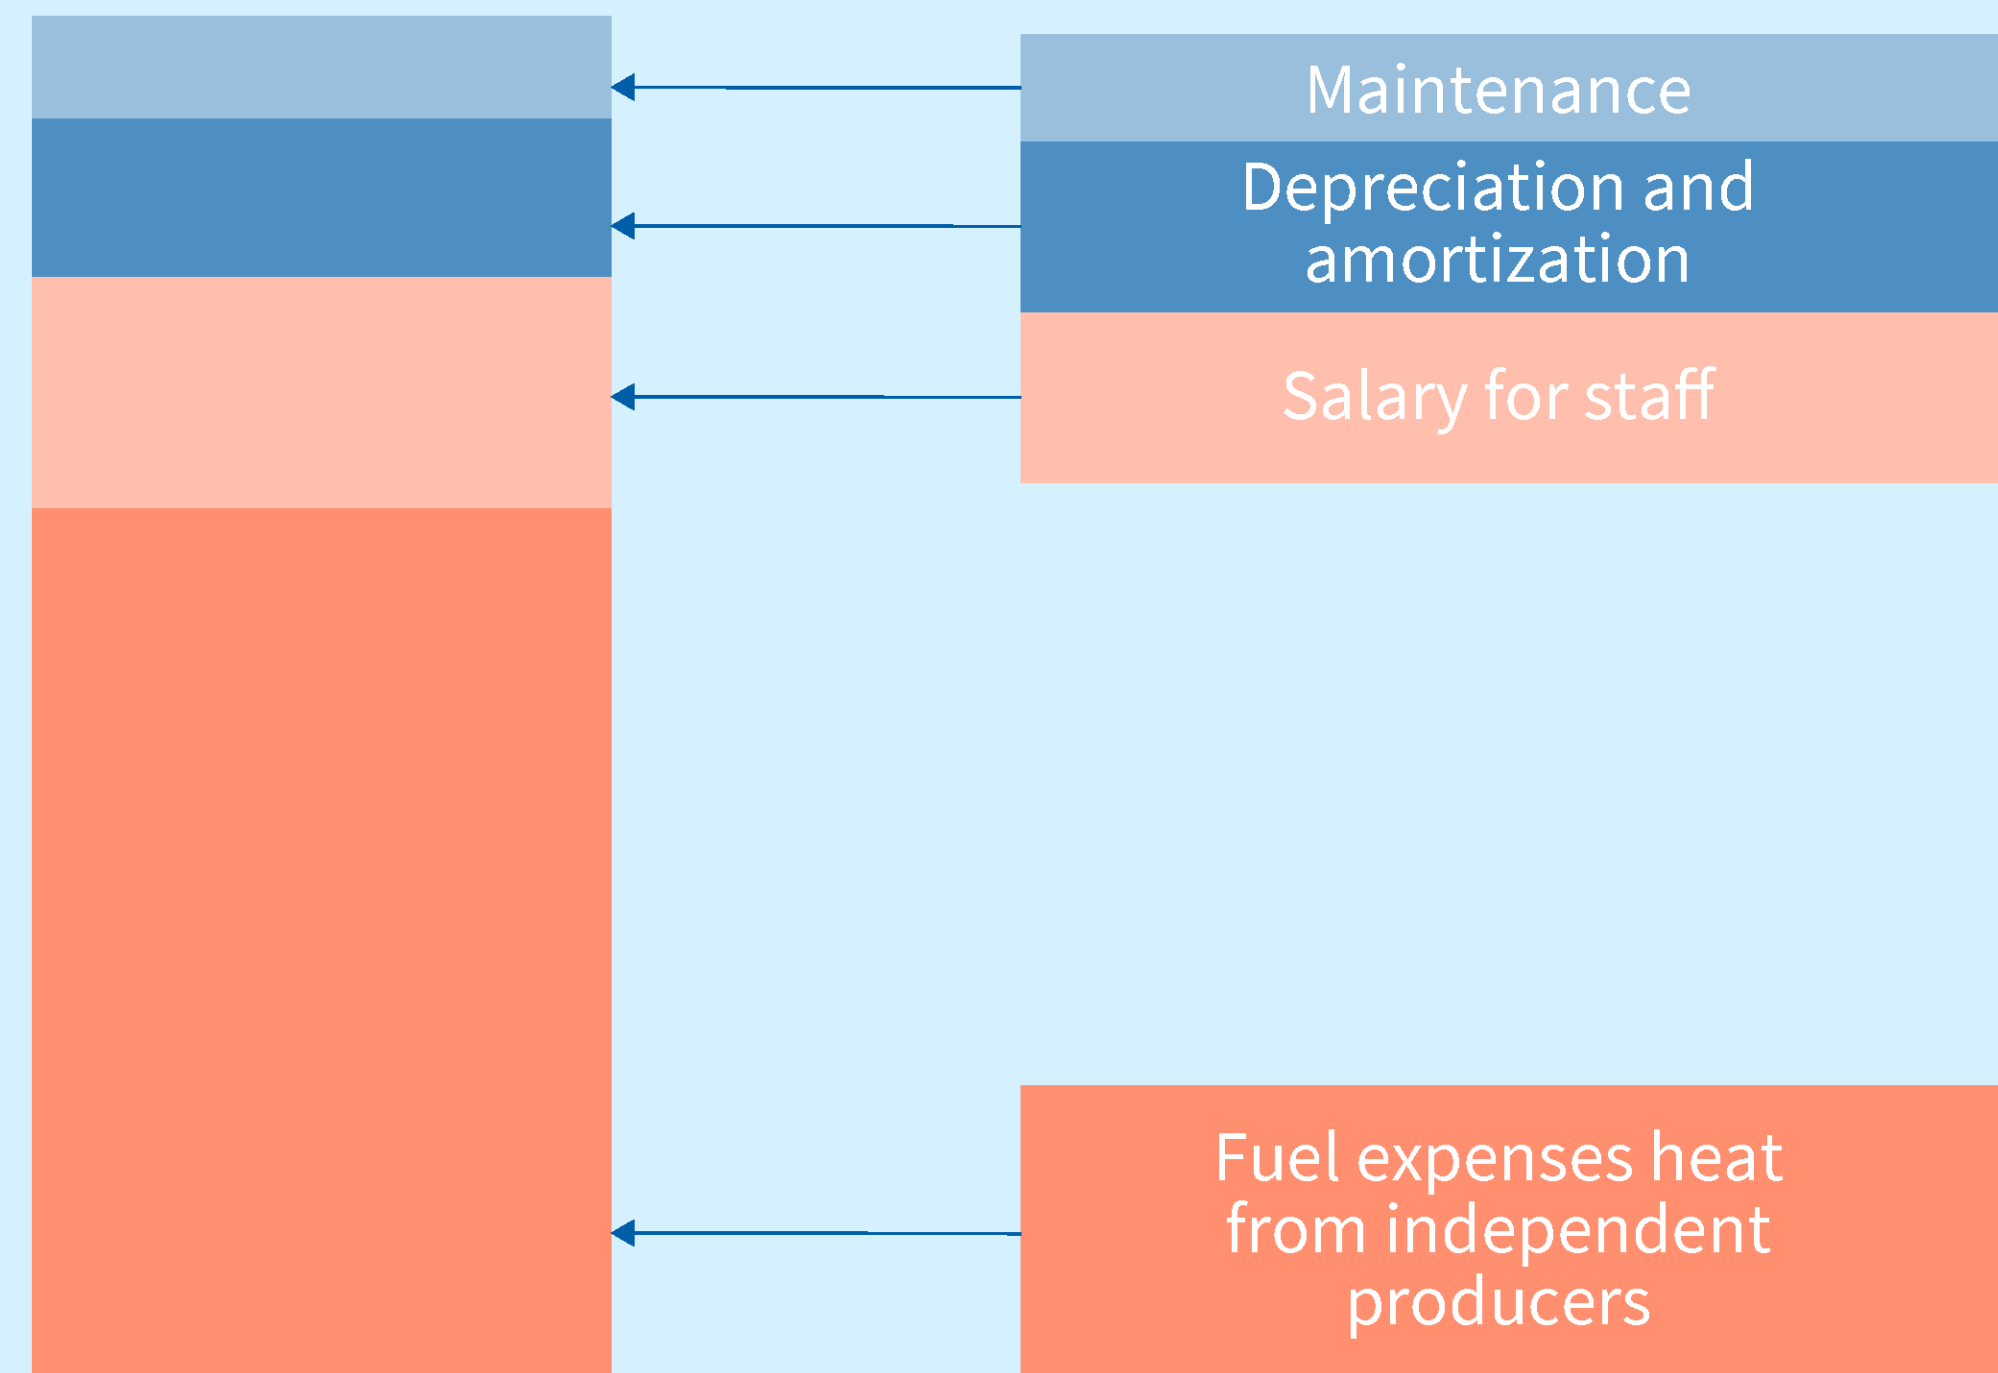 Maintenance
Depreciation and
amortization
Salary for staff
Fuel expenses heat
from independent
producers